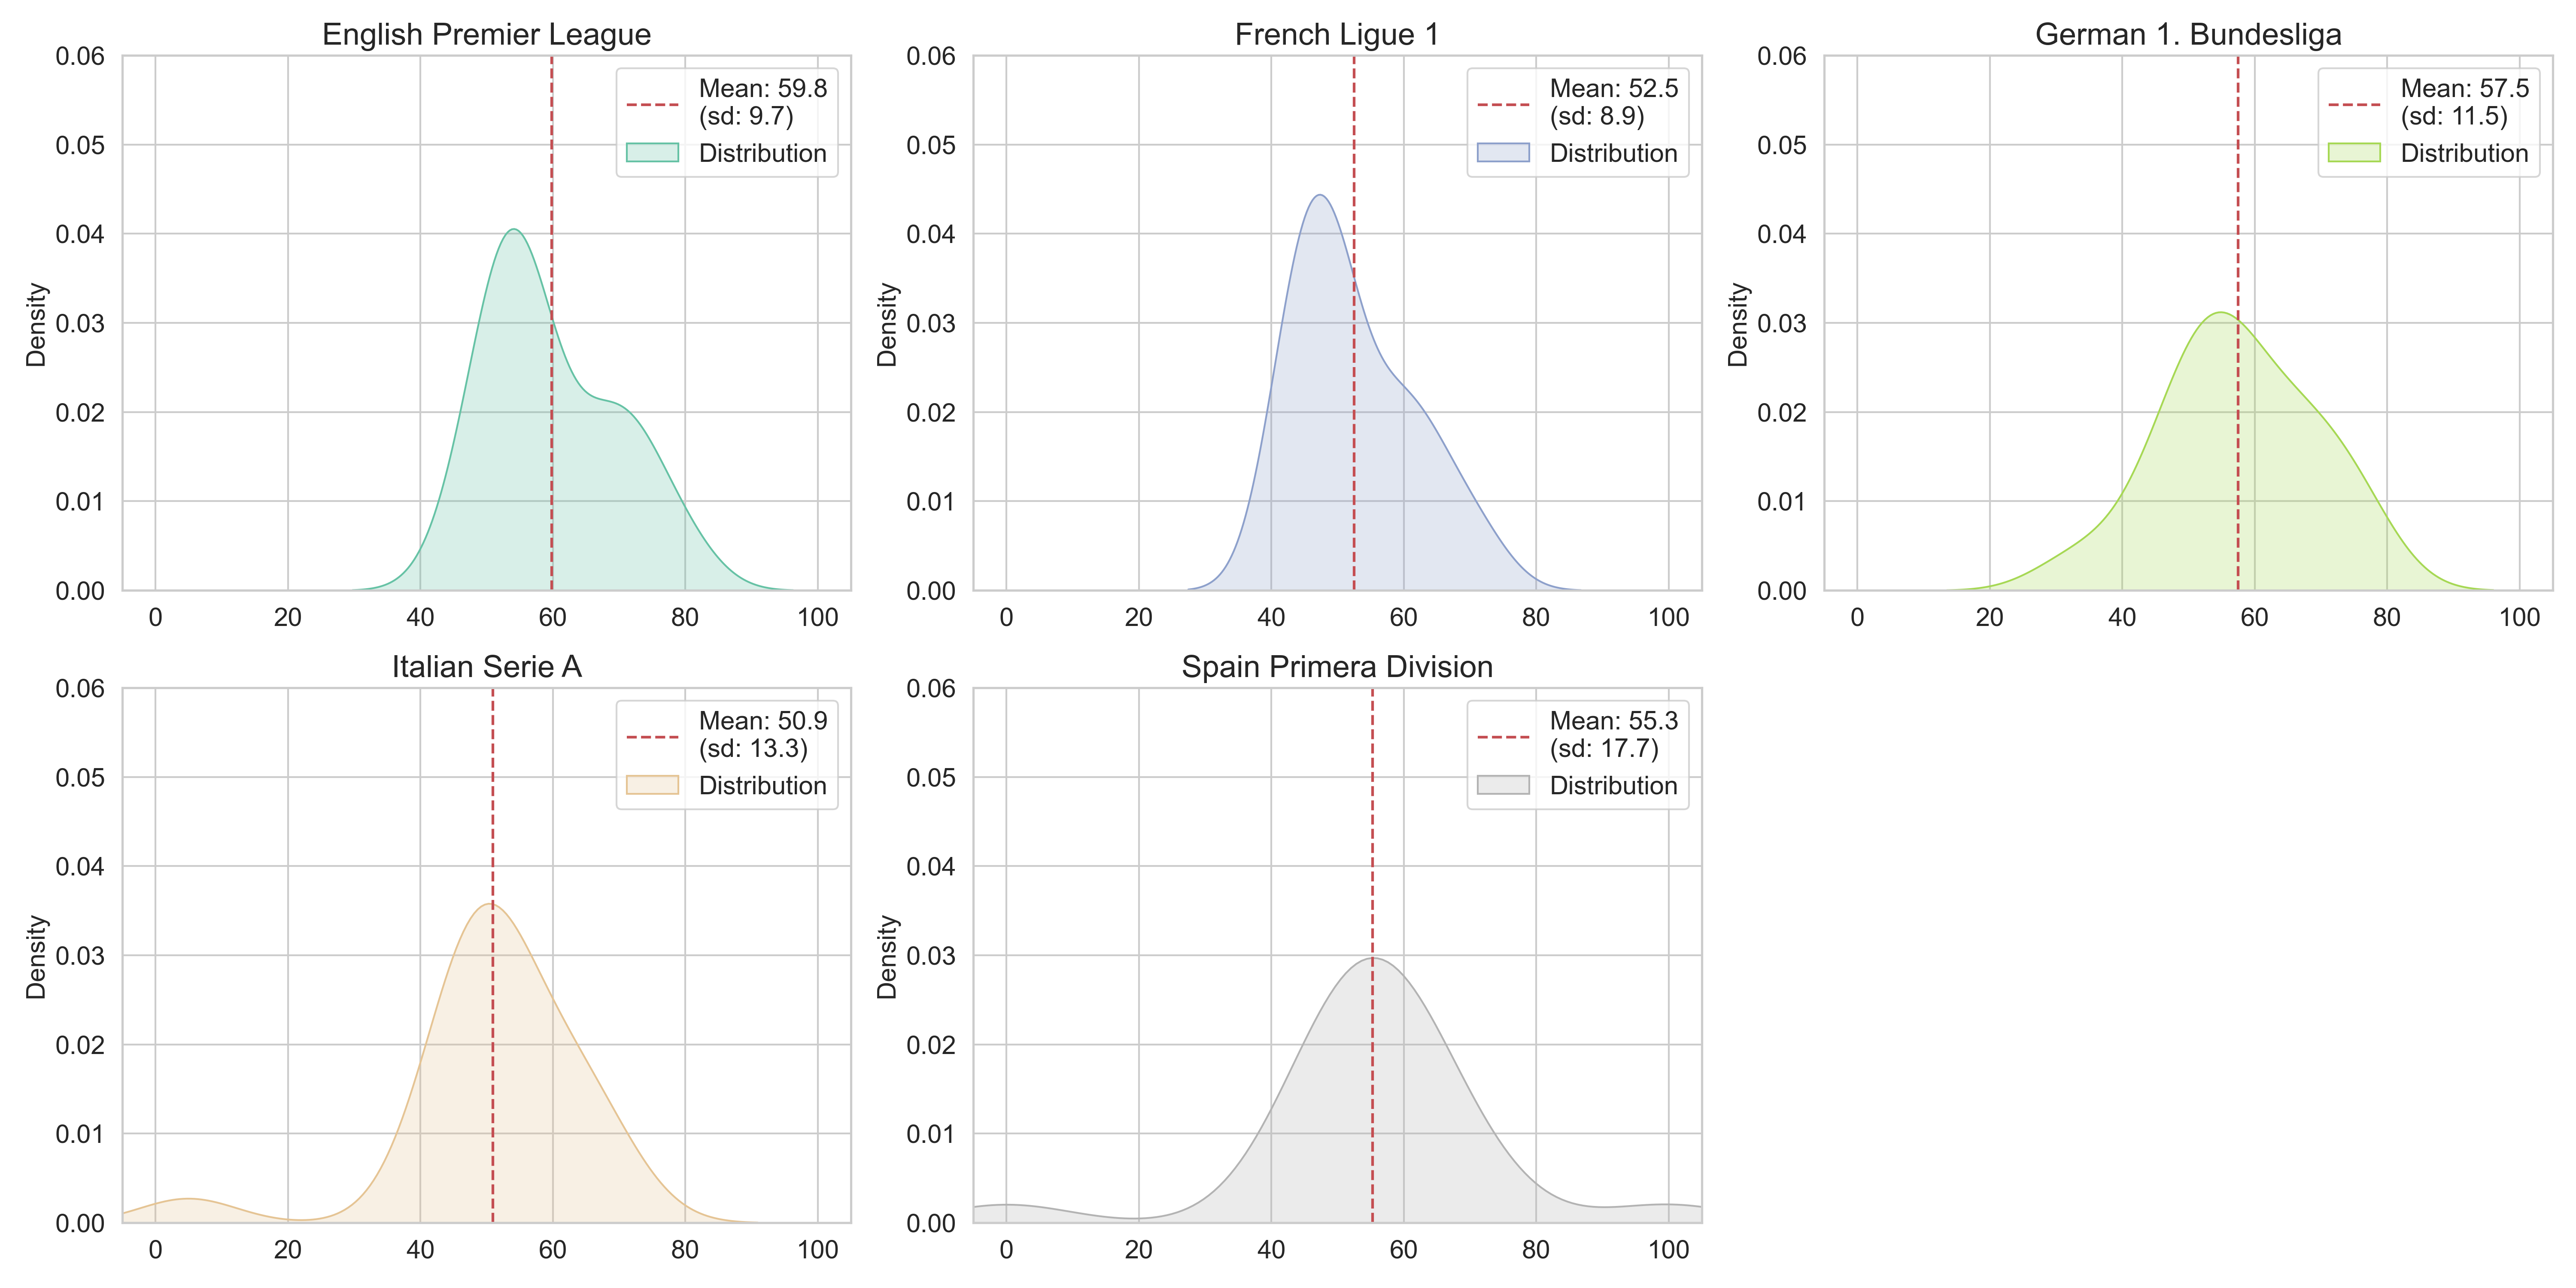 English Premier League
0.06
0.05
0.04
0.03
0.02
0.01
0.00
Density
0 20 40 60 80 100
Mean: 59.8
(sd: 9.7)
Distribution
French Ligue 1
0.06
0.05
0.04
0.03
0.02
0.01
0.00
Density
0 20 40 60 80 100
Mean: 52.5
(sd: 8.9)
Distribution
German 1. Bundesliga
0.06
0.05
0.04
0.03
0.02
0.01
0.00
Density
0 20 40 60 80 100
Mean: 57.5
(sd: 11.5)
Distribution
Italian Serie A
0.06
0.05
0.04
0.03
0.02
0.01
0.00
Density
0 20 40 60 80 100
Mean: 50.9
(sd: 13.3)
Distribution
Spain Primera Division
0.06
0.05
0.04
0.03
0.02
0.01
0.00
Density
0 20 40 60 80 100
Mean: 55.3
(sd: 17.7)
Distribution